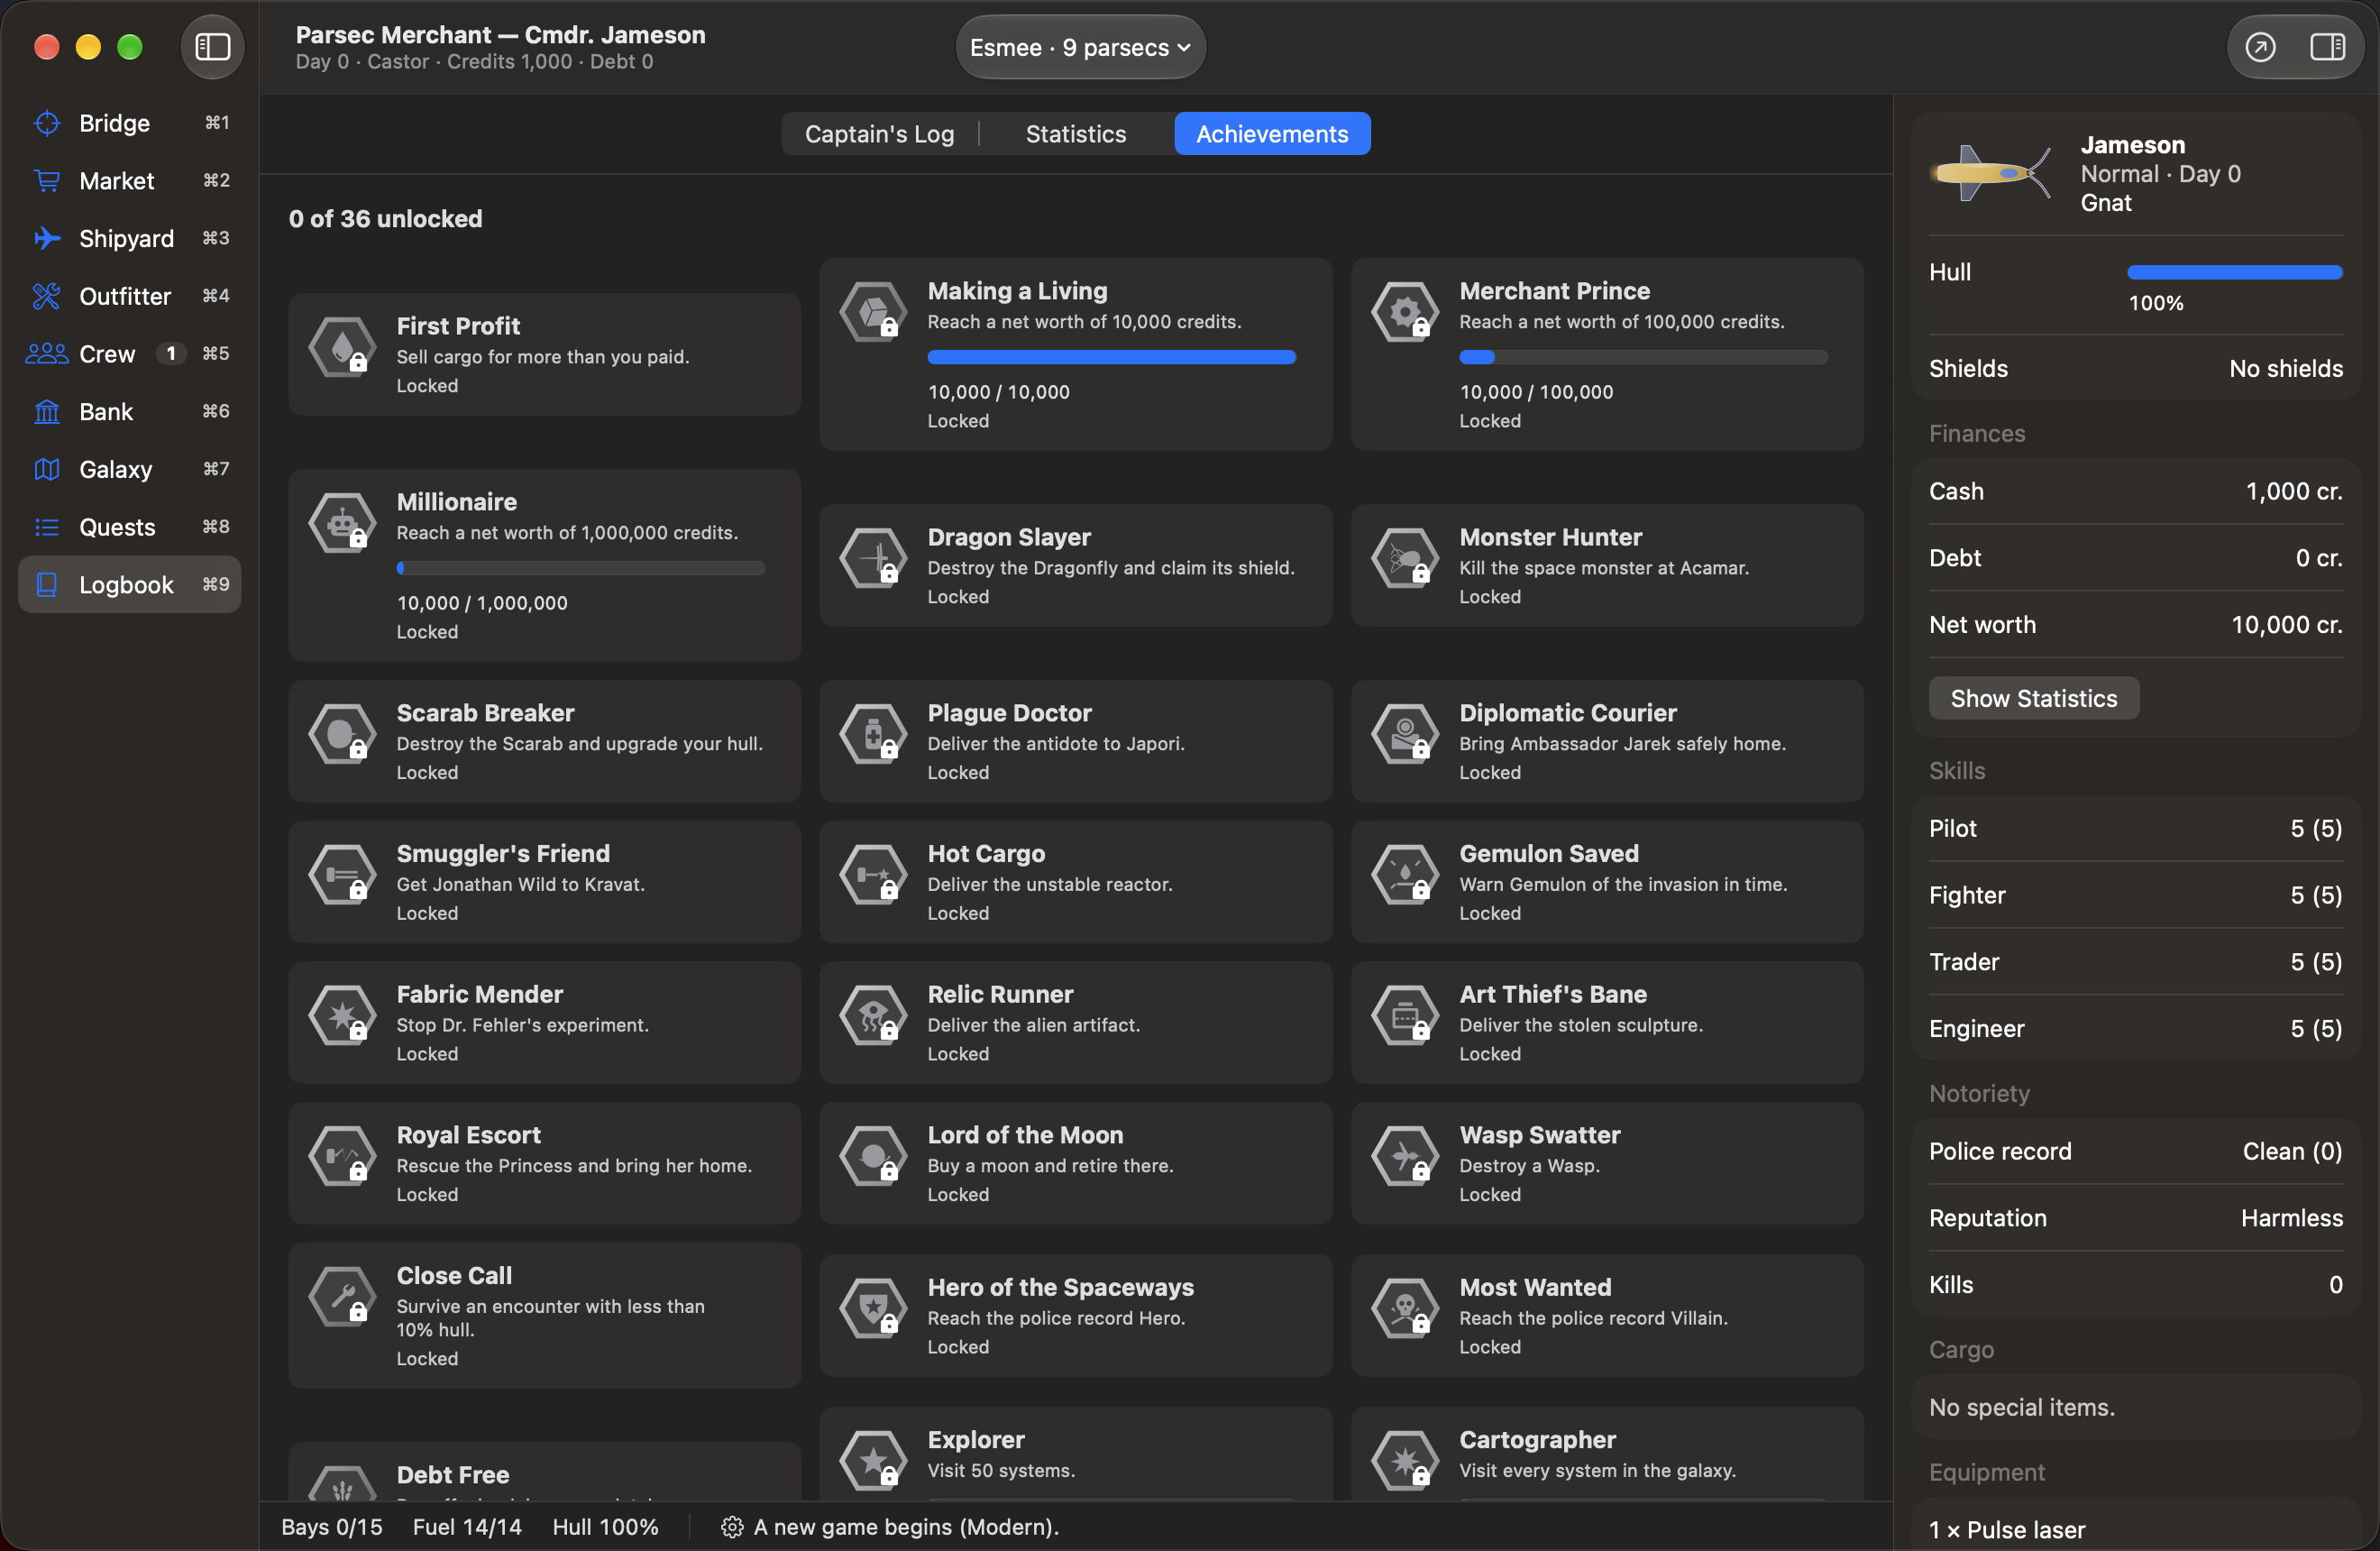 Parsec Merchant — Cmdr. Jameson
Day 0 · Castor · Credits 1,000 · Debt 0
Esmee · 9 parsecs
Bridge ⌘1
Market ⌘2
Shipyard ⌘3
Outfitter ⌘4
Crew 1 ⌘5
Bank ⌘6
Galaxy ⌘7
Quests ⌘8
Logbook ⌘9
Captain's Log
Statistics
Achievements
0 of 36 unlocked
First Profit
Sell cargo for more than you paid.
Locked
Making a Living
Reach a net worth of 10,000 credits.
10,000 / 10,000
Locked
Merchant Prince
Reach a net worth of 100,000 credits.
10,000 / 100,000
Locked
Millionaire
Reach a net worth of 1,000,000 credits.
10,000 / 1,000,000
Locked
Dragon Slayer
Destroy the Dragonfly and claim its shield.
Locked
Monster Hunter
Kill the space monster at Acamar.
Locked
Scarab Breaker
Destroy the Scarab and upgrade your hull.
Locked
Plague Doctor
Deliver the antidote to Japori.
Locked
Diplomatic Courier
Bring Ambassador Jarek safely home.
Locked
Smuggler's Friend
Get Jonathan Wild to Kravat.
Locked
Hot Cargo
Deliver the unstable reactor.
Locked
Gemulon Saved
Warn Gemulon of the invasion in time.
Locked
Fabric Mender
Stop Dr. Fehler's experiment.
Locked
Relic Runner
Deliver the alien artifact.
Locked
Art Thief's Bane
Deliver the stolen sculpture.
Locked
Royal Escort
Rescue the Princess and bring her home.
Locked
Lord of the Moon
Buy a moon and retire there.
Locked
Wasp Swatter
Destroy a Wasp.
Locked
Close Call
Survive an encounter with less than
10% hull.
Locked
Hero of the Spaceways
Reach the police record Hero.
Locked
Most Wanted
Reach the police record Villain.
Locked
Debt Free
Explorer
Visit 50 systems.
Cartographer
Visit every system in the galaxy.
Bays 0/15
Fuel 14/14
Hull 100%
A new game begins (Modern).
Jameson
Normal · Day 0
Gnat
Hull
100%
Shields No shields
Finances
Cash 1,000 cr.
Debt 0 cr.
Net worth 10,000 cr.
Show Statistics
Skills
Pilot 5 (5)
Fighter 5 (5)
Trader 5 (5)
Engineer 5 (5)
Notoriety
Police record Clean (0)
Reputation Harmless
Kills 0
Cargo
No special items.
Equipment
1 × Pulse laser